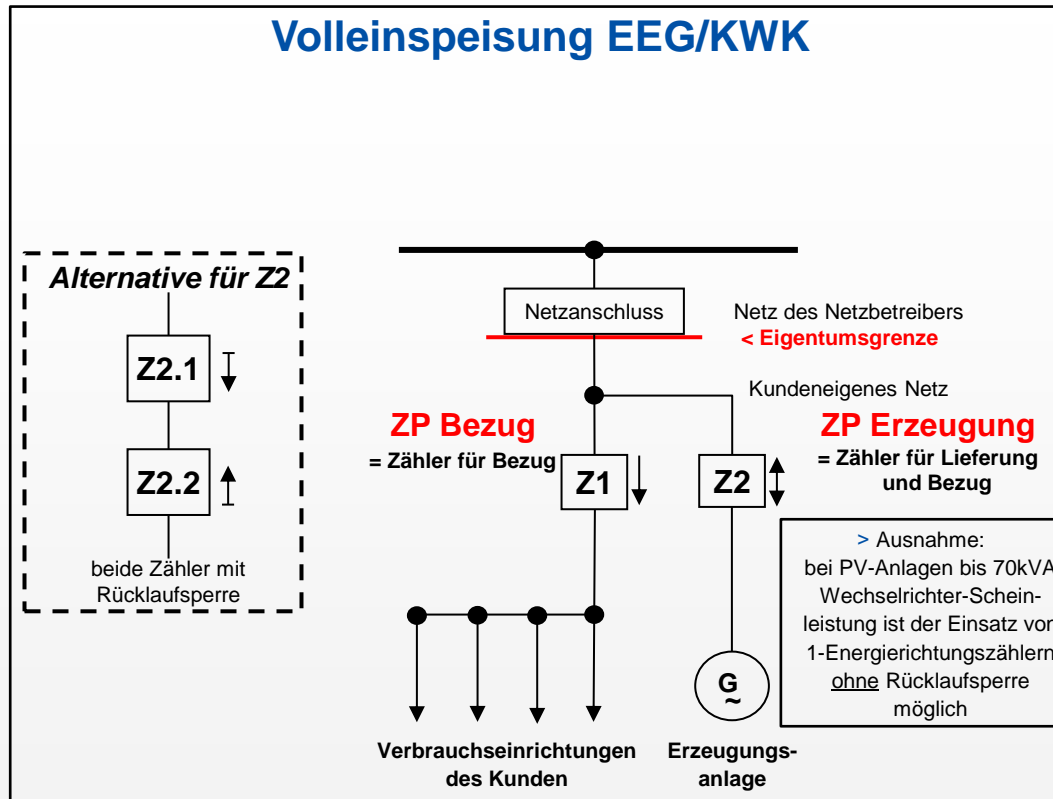 Volleinspeisung EEG/KWK
Alternative für Z2
Z2.1
Z2.2
beide Zähler mit
Rücklaufsperre
Netzanschluss
Netz des Netzbetreibers
< Eigentumsgrenze
Kundeneigenes Netz
ZP Bezug
= Zähler für Bezug
Z1
Z2
ZP Erzeugung
= Zähler für Lieferung
und Bezug
> Ausnahme:
bei PV-Anlagen bis 70kVA
Wechselrichter-Schein-
leistung ist der Einsatz von
1-Energierichtungszählern
ohne Rücklaufsperre
möglich
G
~
Verbrauchseinrichtungen
des Kunden
Erzeugungs-
anlage